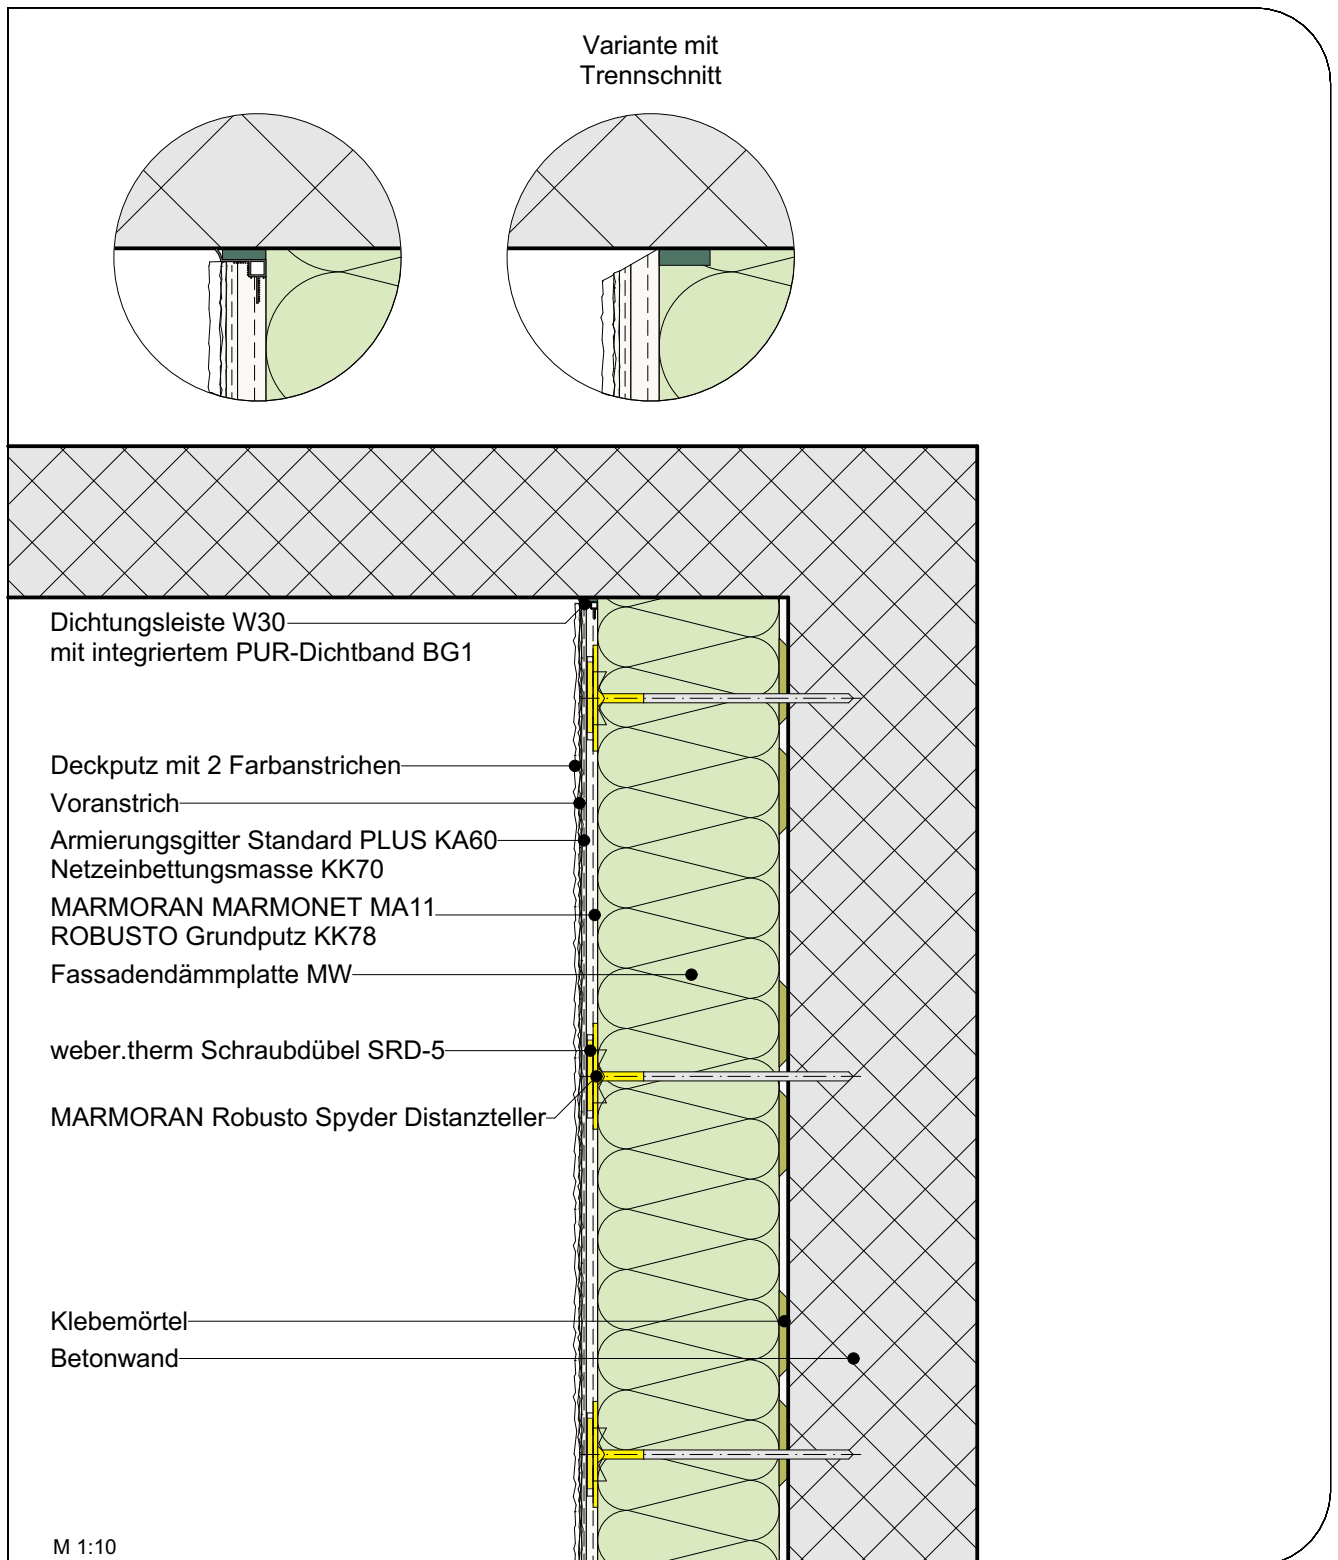 Variante mit
Trennschnitt
Dichtungsleiste W30
mit integriertem PUR-Dichtband BG1
Deckputz mit 2 Farbanstrichen
Voranstrich
Armierungsgitter Standard PLUS KA60
Netzeinbettungsmasse KK70
MARMORAN MARMONET MA11
ROBUSTO Grundputz KK78
Fassadendämmplatte MW
weber.therm Schraubdübel SRD-5
MARMORAN Robusto Spyder Distanzteller
Klebemörtel
Betonwand
M 1:10